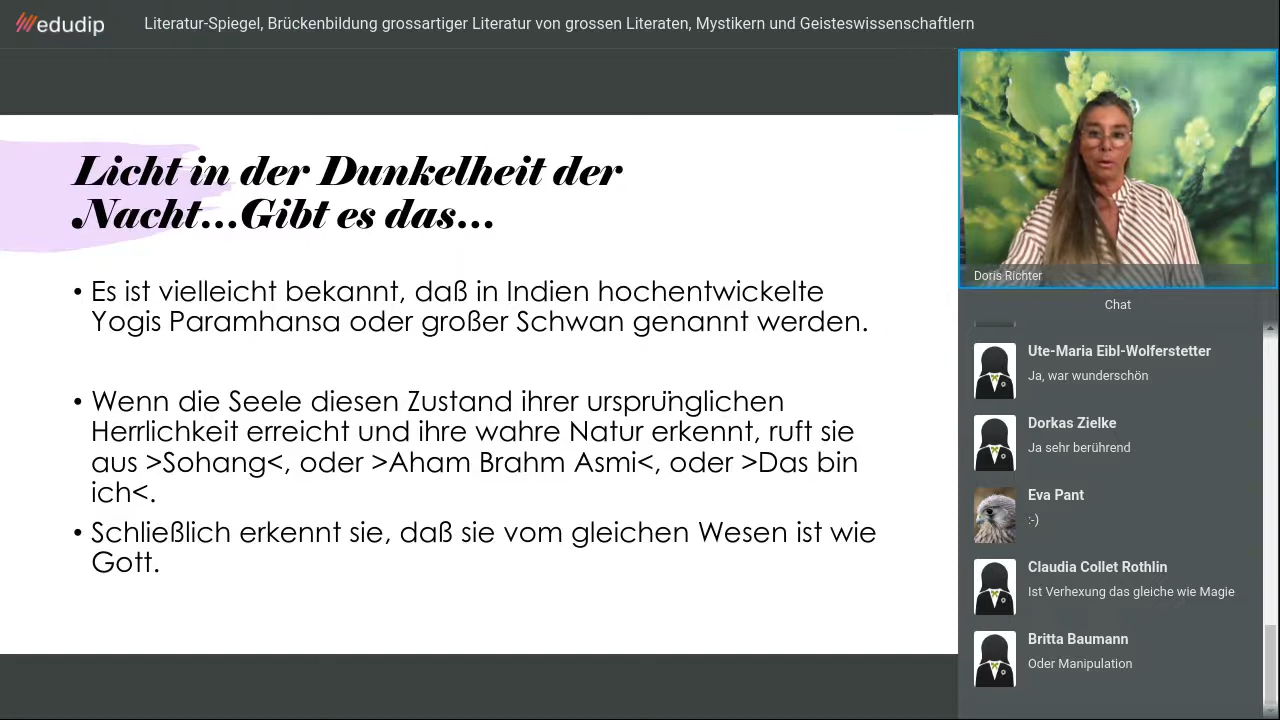 edudip
Literatur-Spiegel, Brückenbildung grossartiger Literatur von grossen Literaten, Mystikern und Geisteswissenschaftlern
Licht in der Dunkelheit der
Nacht...Gibt es das...
• Es ist vielleicht bekannt, daß in Indien hochentwickelte
Yogis Paramhansa oder großer Schwan genannt werden.
• Wenn die Seele diesen Zustand ihrer ursprünglichen
Herrlichkeit erreicht und ihre wahre Natur erkennt, ruft sie
aus >Sohang<, oder >Aham Brahm Asmi<, oder >Das bin
ich<.
• Schließlich erkennt sie, daß sie vom gleichen Wesen ist wie
Gott.
Doris Richter
Chat
Ute-Maria Eibl-Wolferstetter
Ja, war wunderschön
Dorkas Zielke
Ja sehr berührend
Eva Pant
:-)
Claudia Collet Rothlin
Ist Verhexung das gleiche wie Magie
Britta Baumann
Oder Manipulation